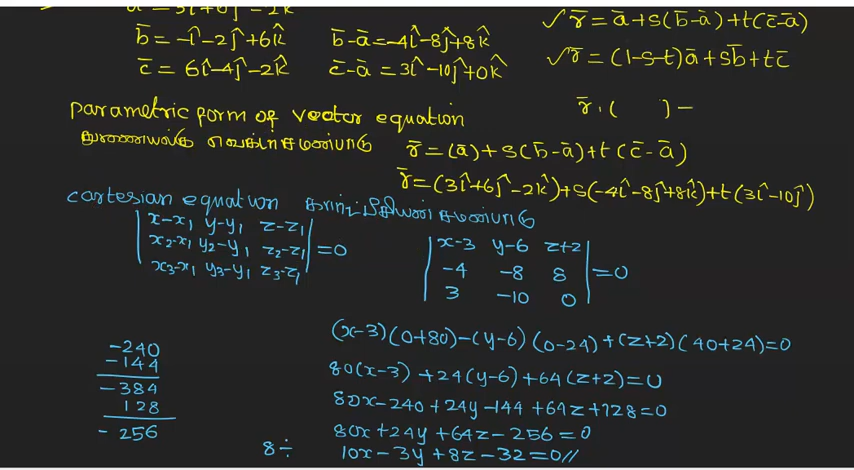 ā = 3î+6ĵ-2k̂
b̄ = -î-2ĵ+6k̂
c̄ = 6î-4ĵ-2k̂
b̄-ā = -4î-8ĵ+8k̂
c̄-ā = 3î-10ĵ+0k̂
√ r̄ = ā+s(b̄-ā)+t(c̄-ā)
√ r̄ = (1-s-t)ā+sb̄+tc̄
r̄.( ) =
parametric form of vector equation
r̄ = (ā)+s(b̄-ā)+t(c̄-ā)
r̄ = (3î+6ĵ-2k̂)+s(-4î-8ĵ+8k̂)+t(3î-10ĵ)
cartesian equation
| x-x₁ y-y₁ z-z₁ |
| x₂-x₁ y₂-y₁ z₂-z₁ | = 0
| x₃-x₁ y₃-y₁ z₃-z₁ |
| x-3 y-6 z+2 |
| -4 -8 8 | = 0
| 3 -10 0 |
(x-3)(0+80)-(y-6)(0-24)+(z+2)(40+24)=0
80(x-3)+24(y-6)+64(z+2)=0
80x-240+24y-144+64z+128=0
80x+24y+64z-256=0
8÷ 10x-3y+8z-32=0//
-240
-144
-384
128
-256